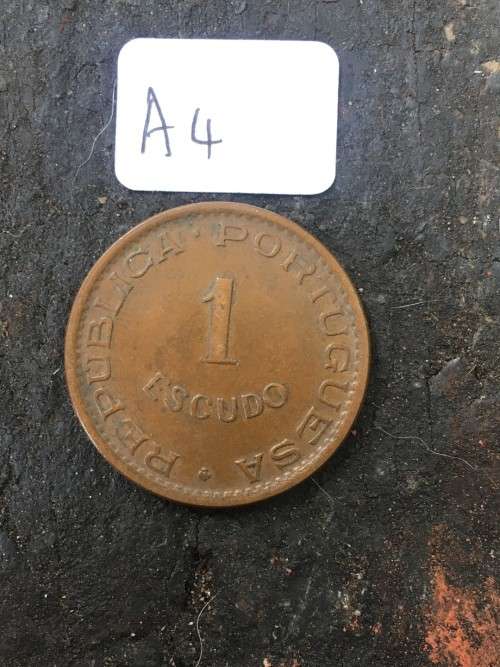 A4
REPUBLICA · PORTUGUESA
1
ESCUDO